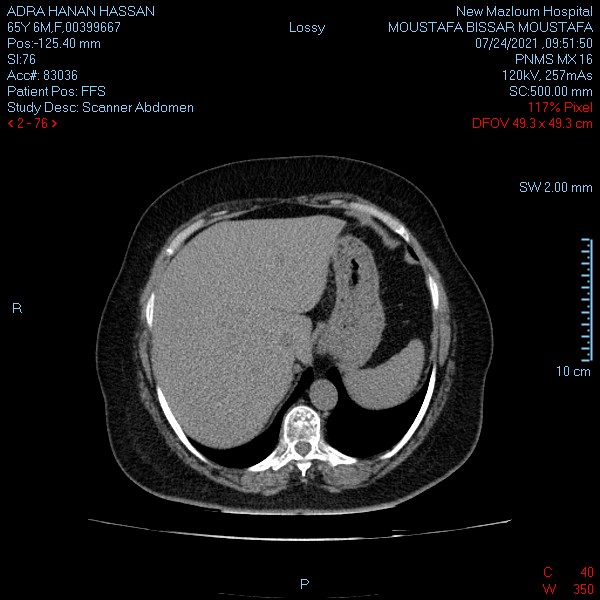 ADRA HANAN HASSAN
65Y 6M,F,00399667
Pos:-125.40 mm
SI:76
Acc#: 83036
Patient Pos: FFS
Study Desc: Scanner Abdomen
< 2 - 76 >
Lossy
New Mazloum Hospital
MOUSTAFA BISSAR MOUSTAFA
07/24/2021 ,09:51:50
PNMS MX 16
120kV, 257mAs
SC:500.00 mm
117% Pixel
DFOV 49.3 x 49.3 cm
SW 2.00 mm
R
10 cm
P
C 40
W 350